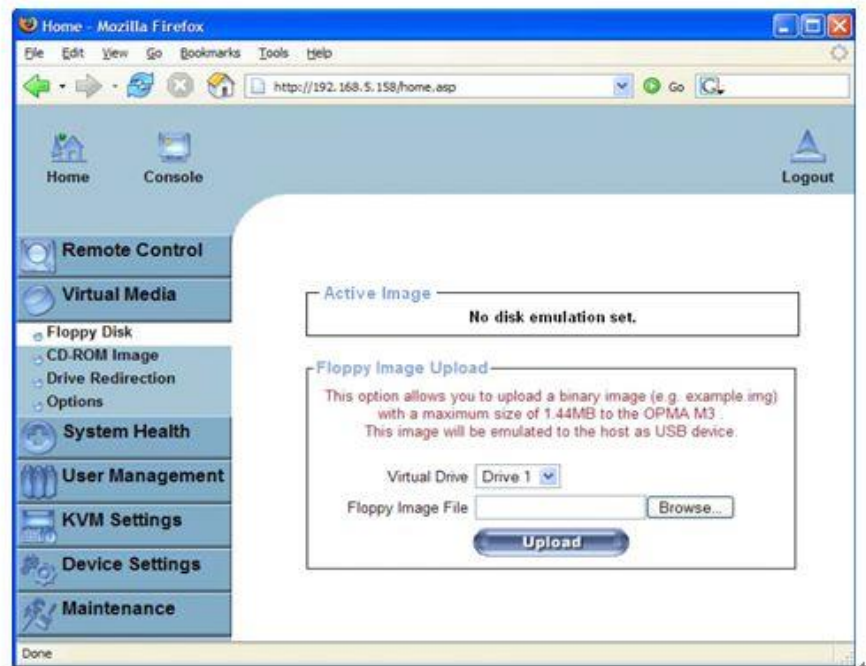 Home - Mozilla Firefox
File Edit View Go Bookmarks Tools Help
http://192.168.5.158/home.asp Go
Home Console Logout
Remote Control
Virtual Media
Floppy Disk
CD-ROM Image
Drive Redirection
Options
System Health
User Management
KVM Settings
Device Settings
Maintenance
Active Image
No disk emulation set.
Floppy Image Upload
This option allows you to upload a binary image (e.g. example.img)
with a maximum size of 1.44MB to the OPMA M3 .
This image will be emulated to the host as USB device.
Virtual Drive Drive 1
Floppy Image File Browse...
Upload
Done